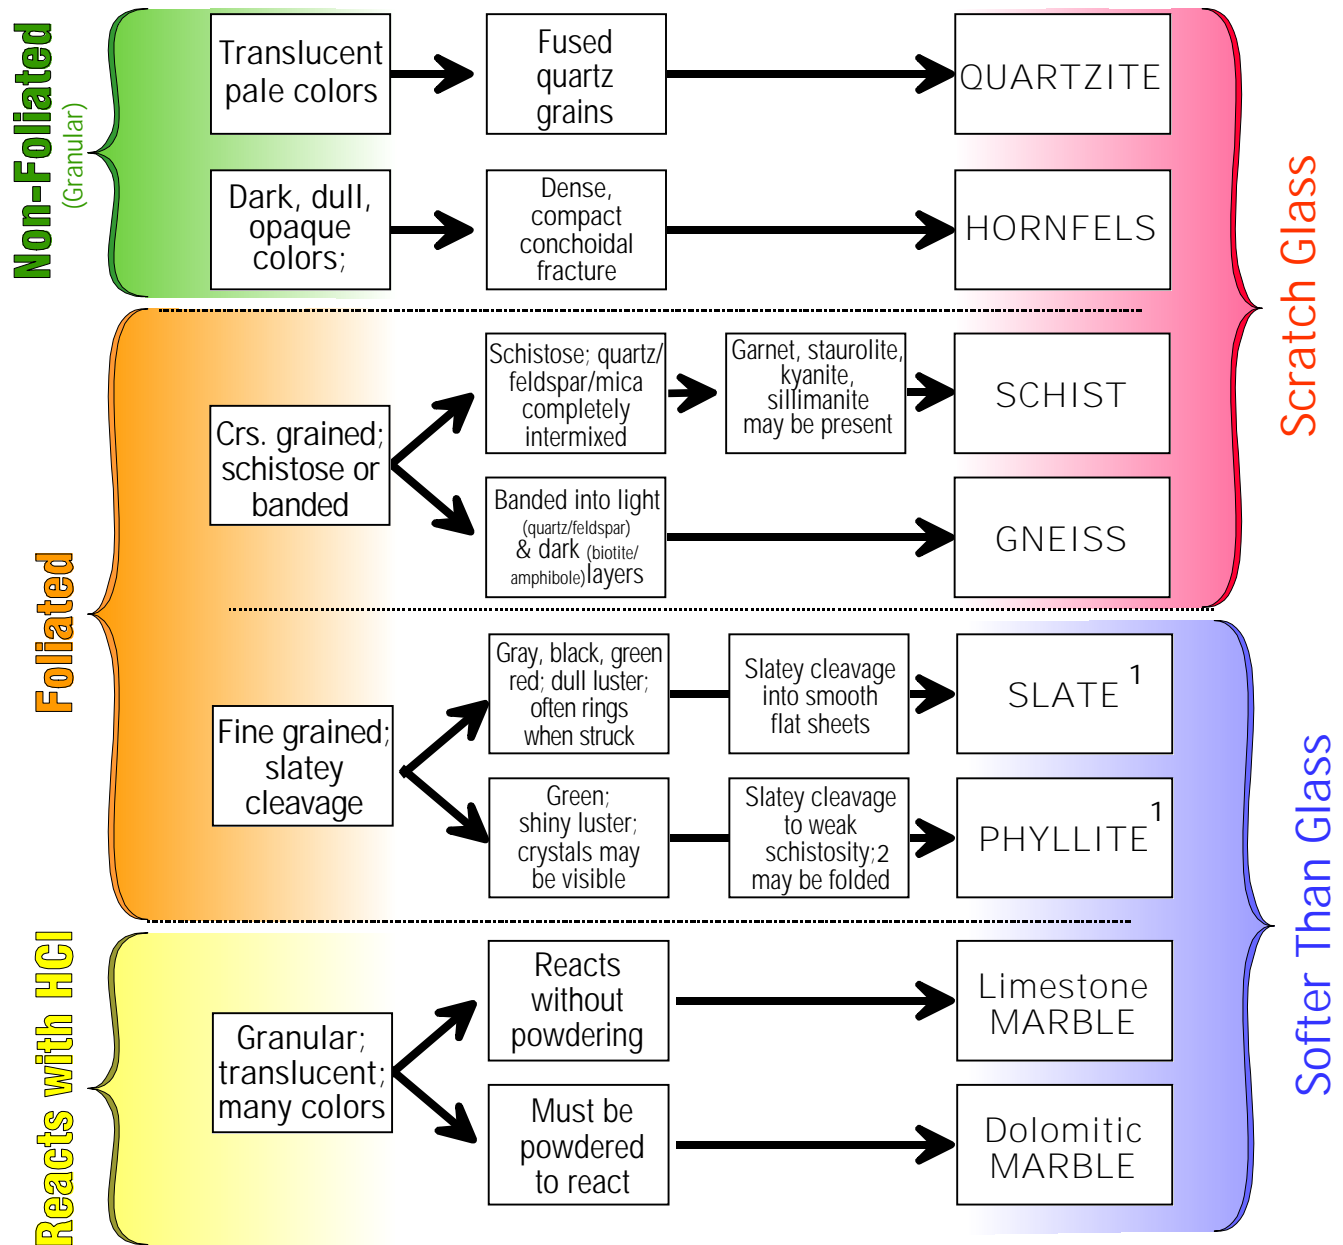 Non-Foliated
(Granular)
Translucent
pale colors
Fused
quartz
grains
QUARTZITE
Dark, dull,
opaque
colors;
Dense,
compact
conchoidal
fracture
HORNFELS
Scratch Glass
Foliated
Crs. grained;
schistose or
banded
Schistose; quartz/
feldspar/mica
completely
intermixed
Garnet, staurolite,
kyanite,
sillimanite
may be present
SCHIST
Banded into light
(quartz/feldspar)
& dark (biotite/
amphibole)layers
GNEISS
Fine grained;
slatey
cleavage
Gray, black, green
red; dull luster;
often rings
when struck
Slatey cleavage
into smooth
flat sheets
SLATE 1
Green;
shiny luster;
crystals may
be visible
Slatey cleavage
to weak
schistosity;2
may be folded
PHYLLITE 1
Softer Than Glass
Reacts with HCl
Granular;
translucent;
many colors
Reacts
without
powdering
Limestone
MARBLE
Must be
powdered
to react
Dolomitic
MARBLE